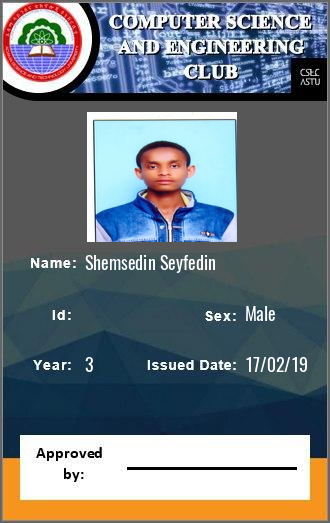 COMPUTER SCIENCE
AND ENGINEERING
CLUB
CSEC
ASTU
Name: Shemsedin Seyfedin
Id: Sex: Male
Year: 3 Issued Date: 17/02/19
Approved
by: